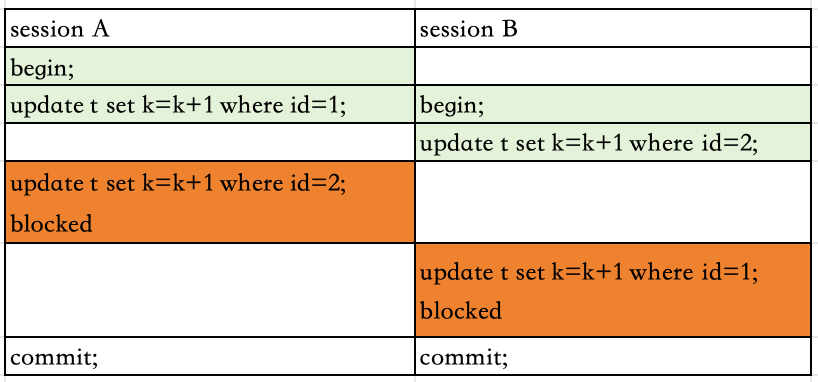 session A
session B
begin;
update t set k=k+1 where id=1;
begin;
update t set k=k+1 where id=2;
update t set k=k+1 where id=2;
blocked
update t set k=k+1 where id=1;
blocked
commit;
commit;